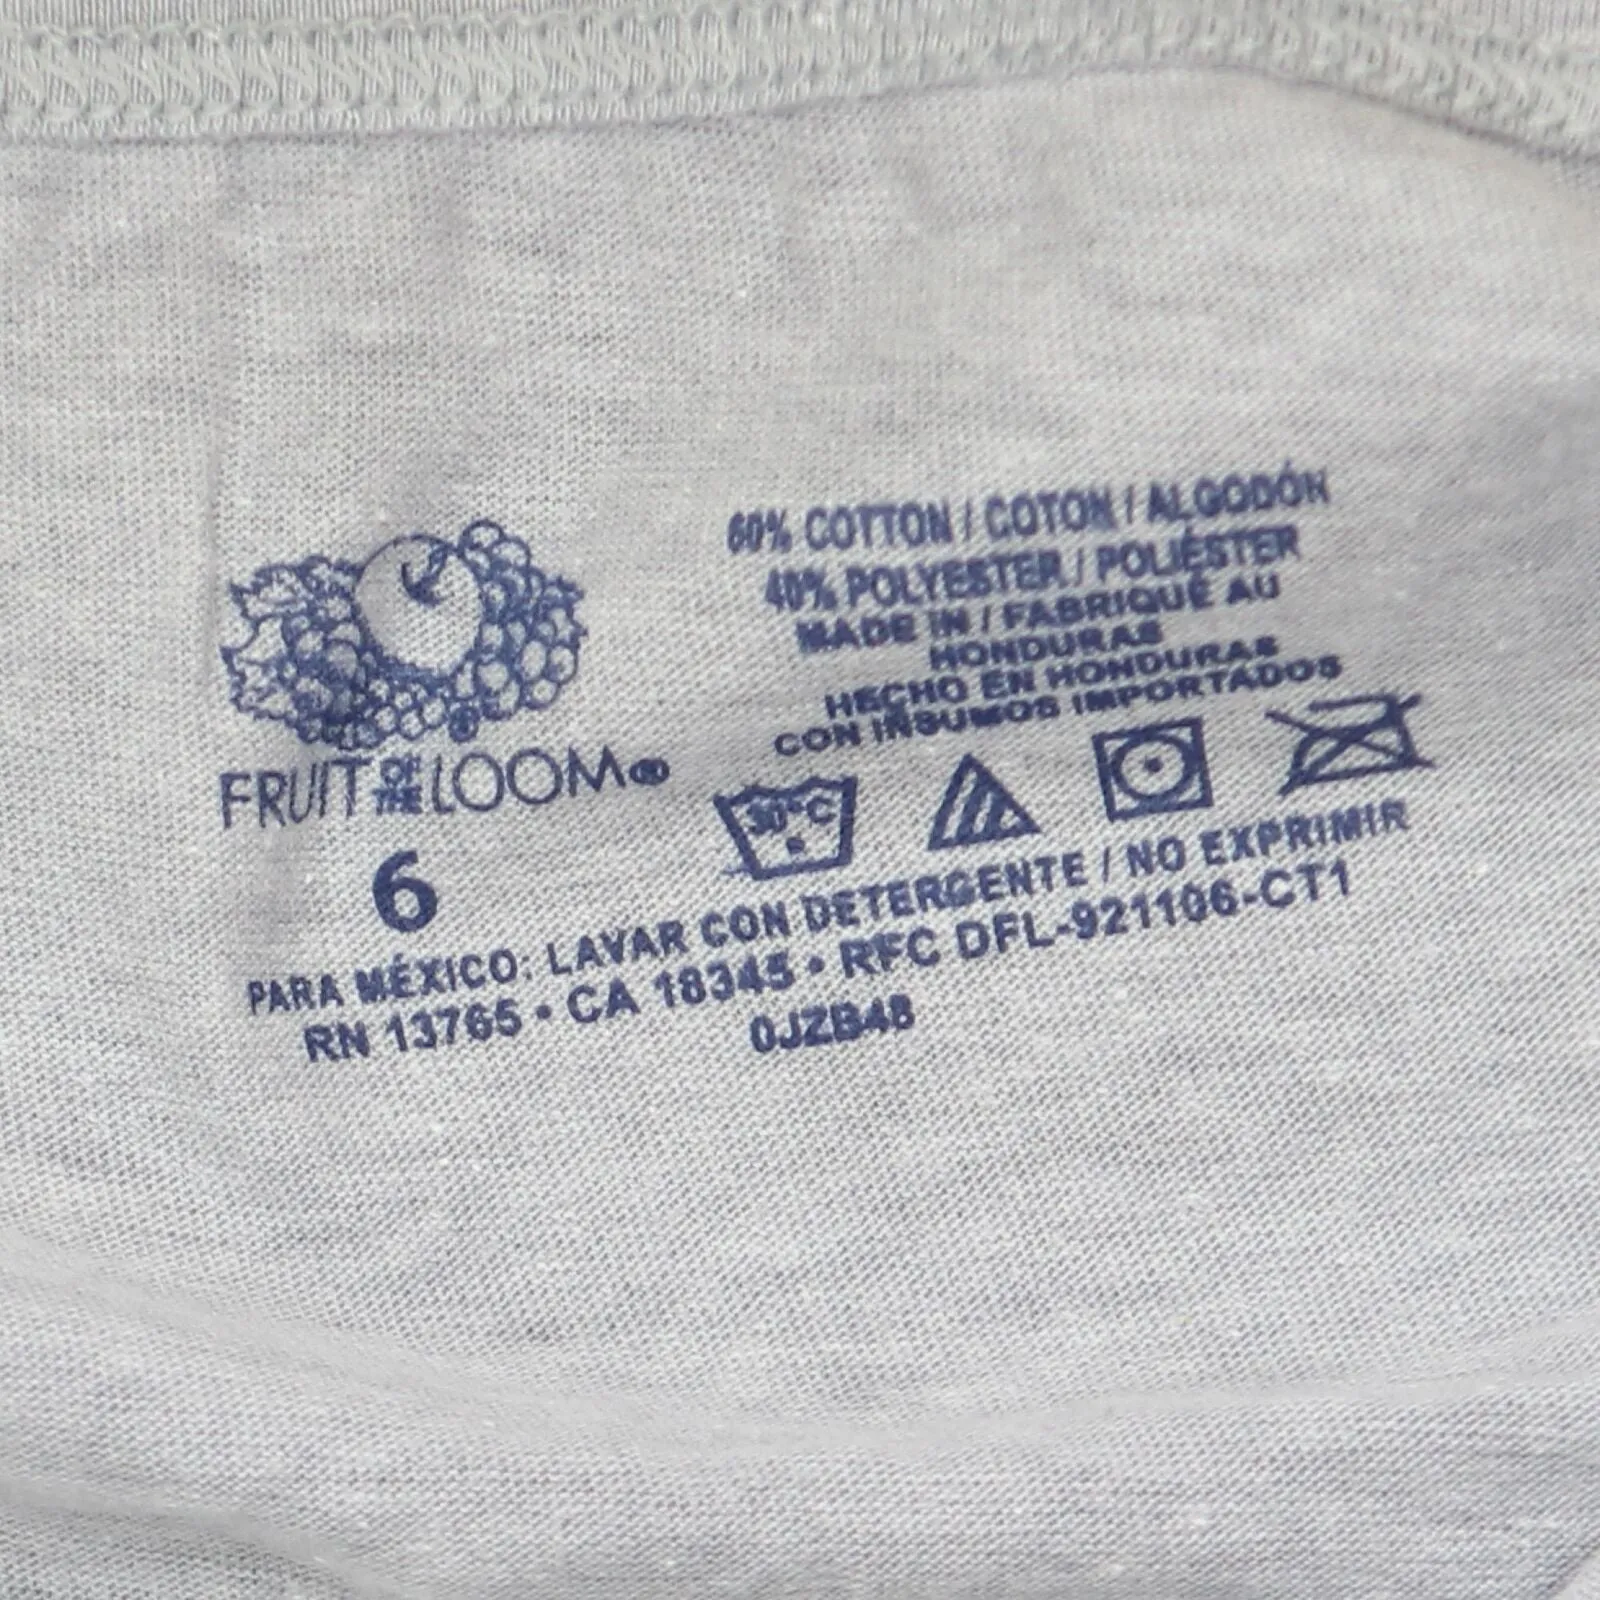 FRUIT OF THE LOOM®
6
60% COTTON / COTON / ALGODÓN
40% POLYESTER / POLIÉSTER
MADE IN / FABRIQUÉ AU
HONDURAS
HECHO EN HONDURAS
CON INSUMOS IMPORTADOS
30°C
PARA MÉXICO: LAVAR CON DETERGENTE / NO EXPRIMIR
RN 13765 • CA 18345 • RFC DFL-921106-CT1
0JZB48